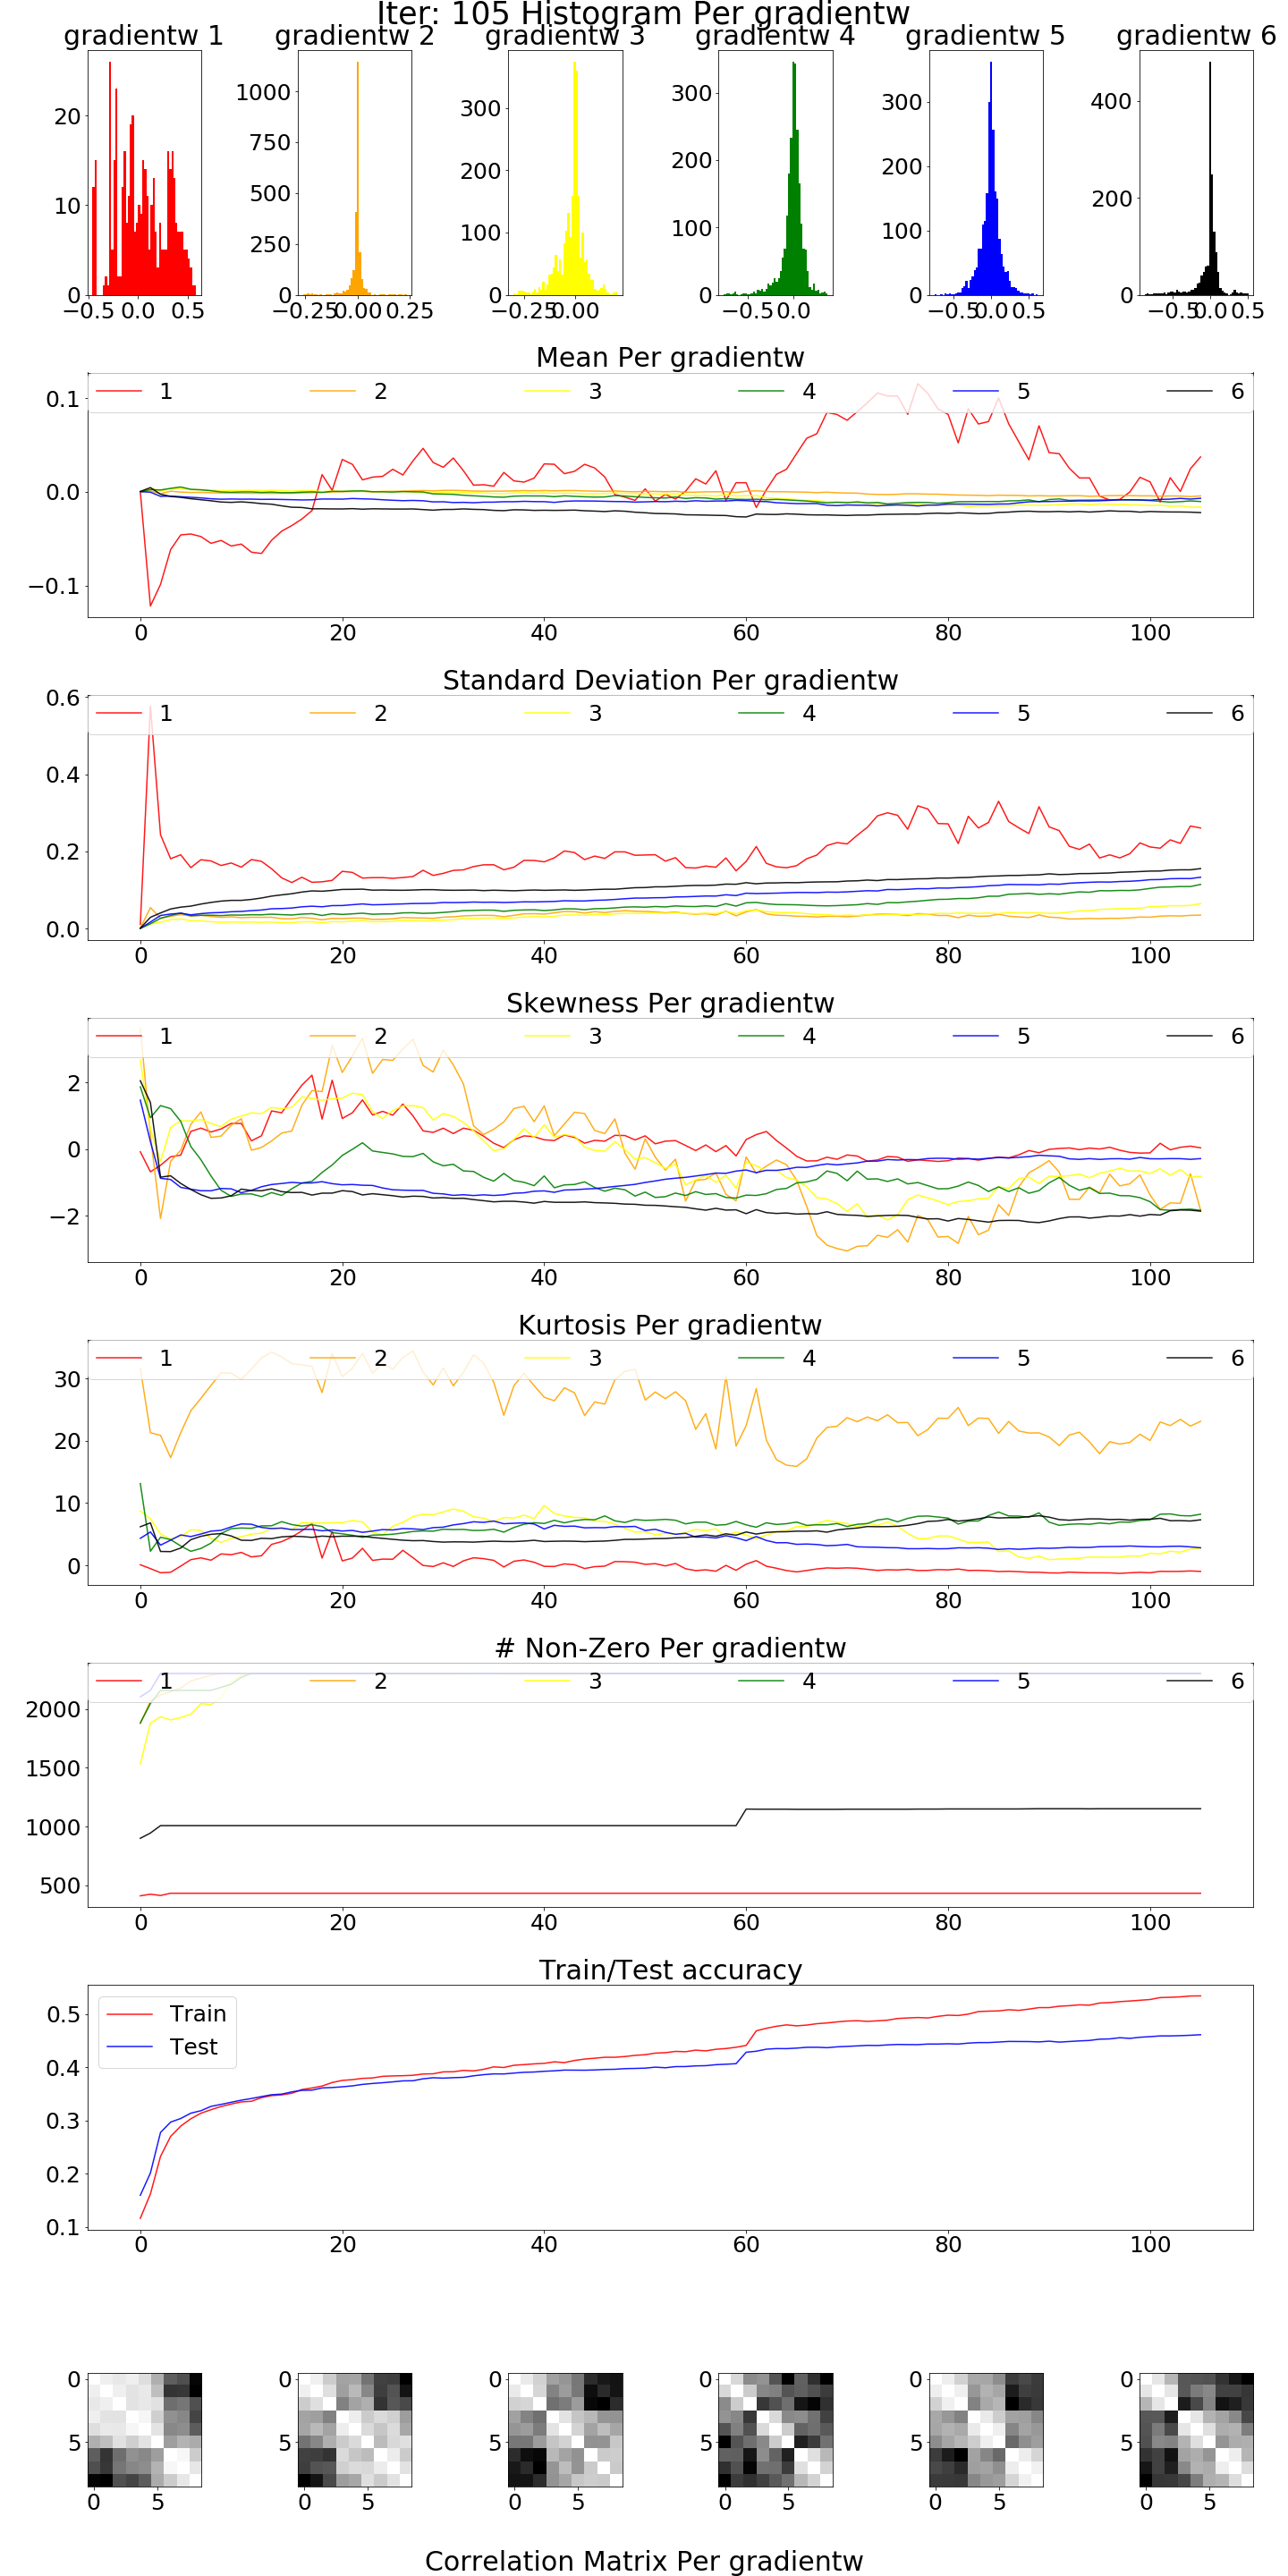 Iter: 105 Histogram Per gradientw
gradientw 1 gradientw 2 gradientw 3 gradientw 4 gradientw 5 gradientw 6
20 10 0 −0.5 0.0 0.5
1000 750 500 250 0 −0.25 0.00 0.25
300 200 100 0 −0.25 0.00
300 200 100 0 −0.5 0.0
300 200 100 0 −0.5 0.0 0.5
400 200 0 −0.5 0.0 0.5
Mean Per gradientw
1 2 3 4 5 6
0.1
0.0
−0.1
0 20 40 60 80 100
Standard Deviation Per gradientw
0.6
1 2 3 4 5 6
0.4
0.2
0.0
0 20 40 60 80 100
Skewness Per gradientw
1 2 3 4 5 6
2
0
−2
0 20 40 60 80 100
Kurtosis Per gradientw
1 2 3 4 5 6
30
20
10
0
0 20 40 60 80 100
# Non-Zero Per gradientw
1 2 3 4 5 6
2000
1500
1000
500
0 20 40 60 80 100
Train/Test accuracy
Train
Test
0.5
0.4
0.3
0.2
0.1
0 20 40 60 80 100
0 0 0 0 0 0
5 5 5 5 5 5
0 5 0 5 0 5 0 5 0 5 0 5
Correlation Matrix Per gradientw